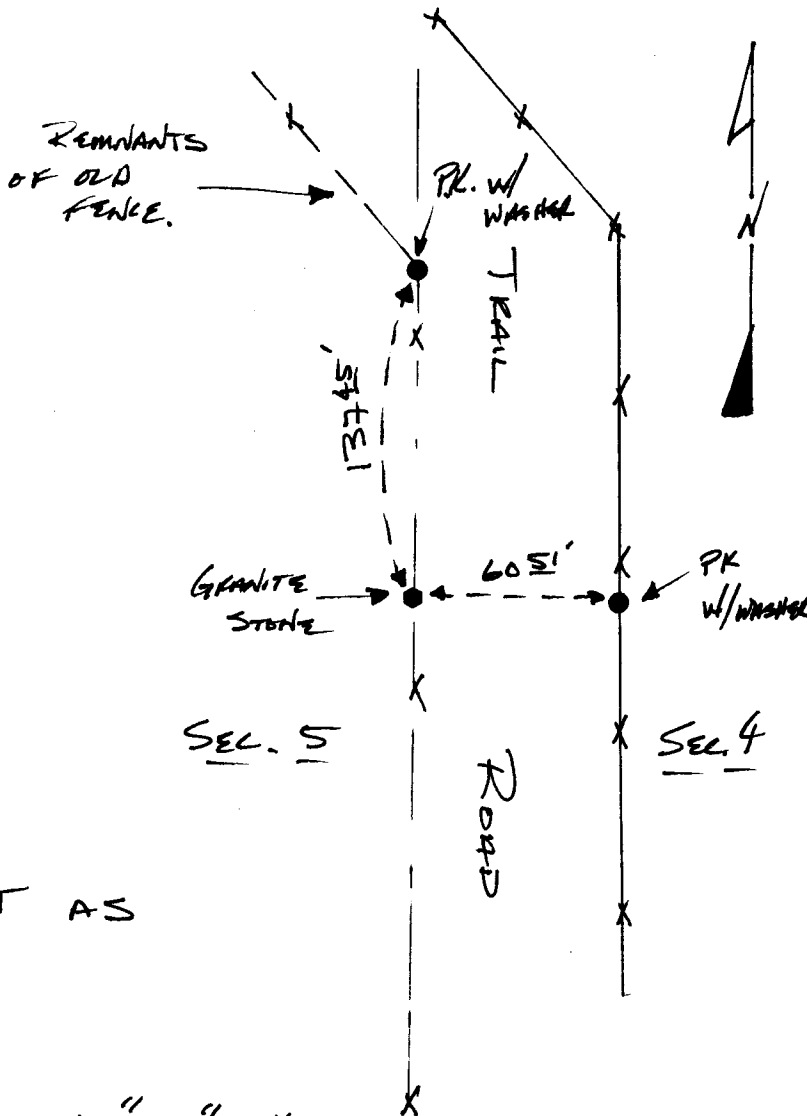 REMNANTS
OF OLD
FENCE.
P.K. W/
WASHER
N
TRAIL
137 45'
GRANITE
STONE
60 51'
PK
W/WASHER
SEC. 5
SEC. 4
ROAD
AS